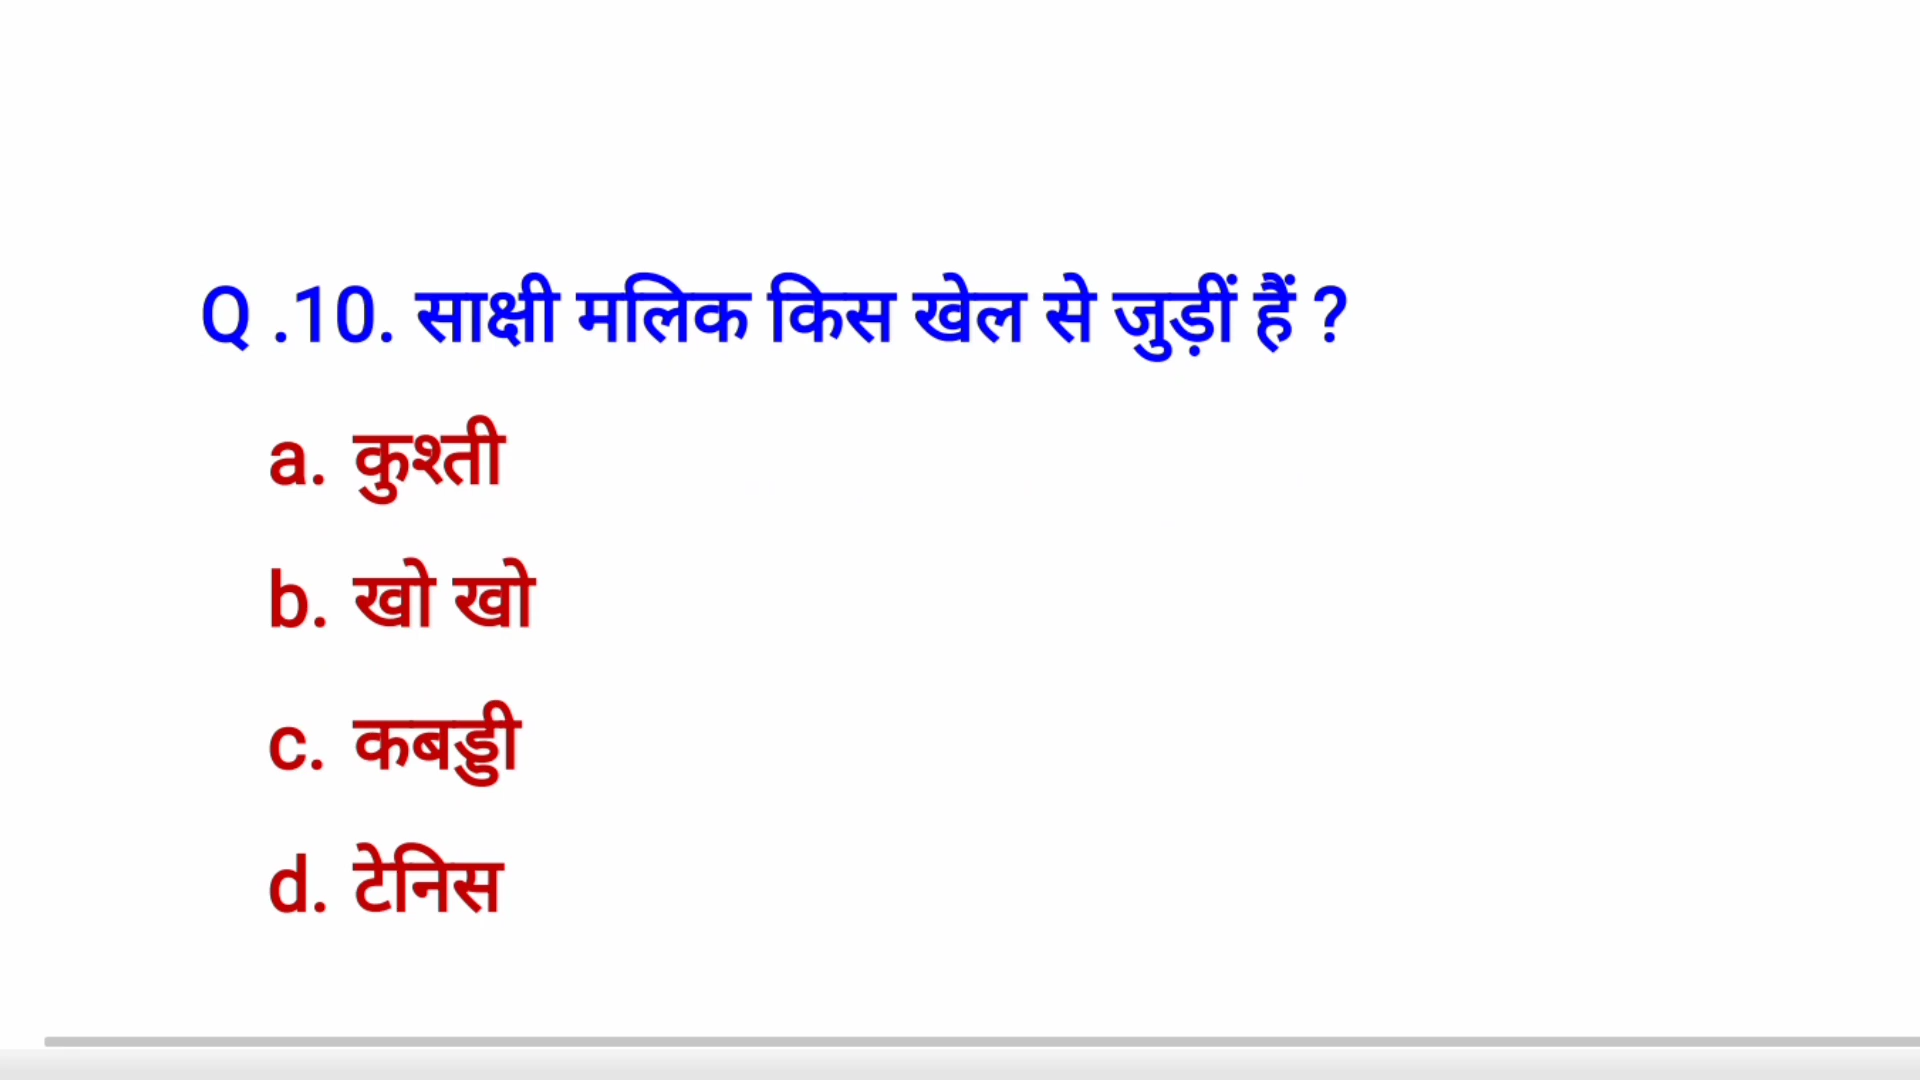 Q .10. साक्षी मलिक किस खेल से जुड़ीं हैं ?
a. कुश्ती
b. खो खो
c. कबड्डी
d. टेनिस